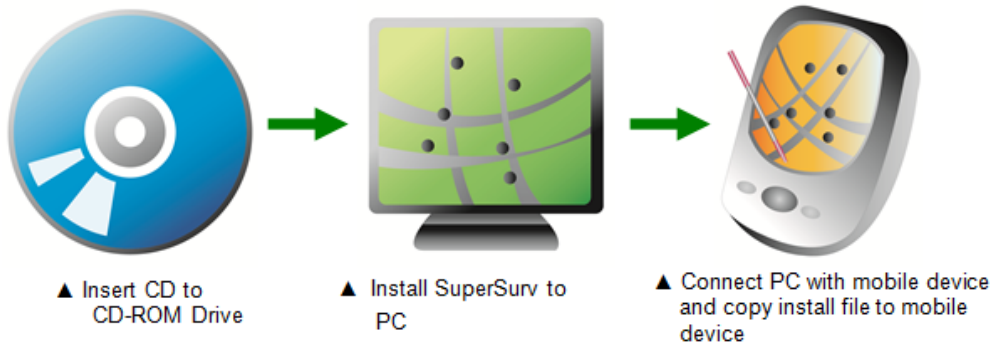 ▲ Insert CD to
CD-ROM Drive
▲ Install SuperSurv to
PC
▲ Connect PC with mobile device
and copy install file to mobile
device